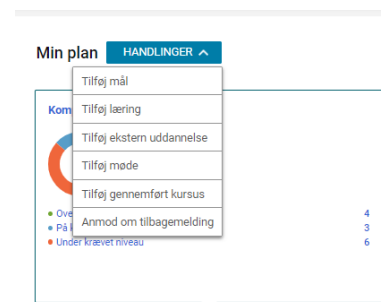 Min plan HANDLINGER
Tilføj mål
Tilføj læring
Tilføj ekstern uddannelse
Tilføj møde
Tilføj gennemført kursus
Anmod om tilbagemelding
4
3
Under krævet niveau 6